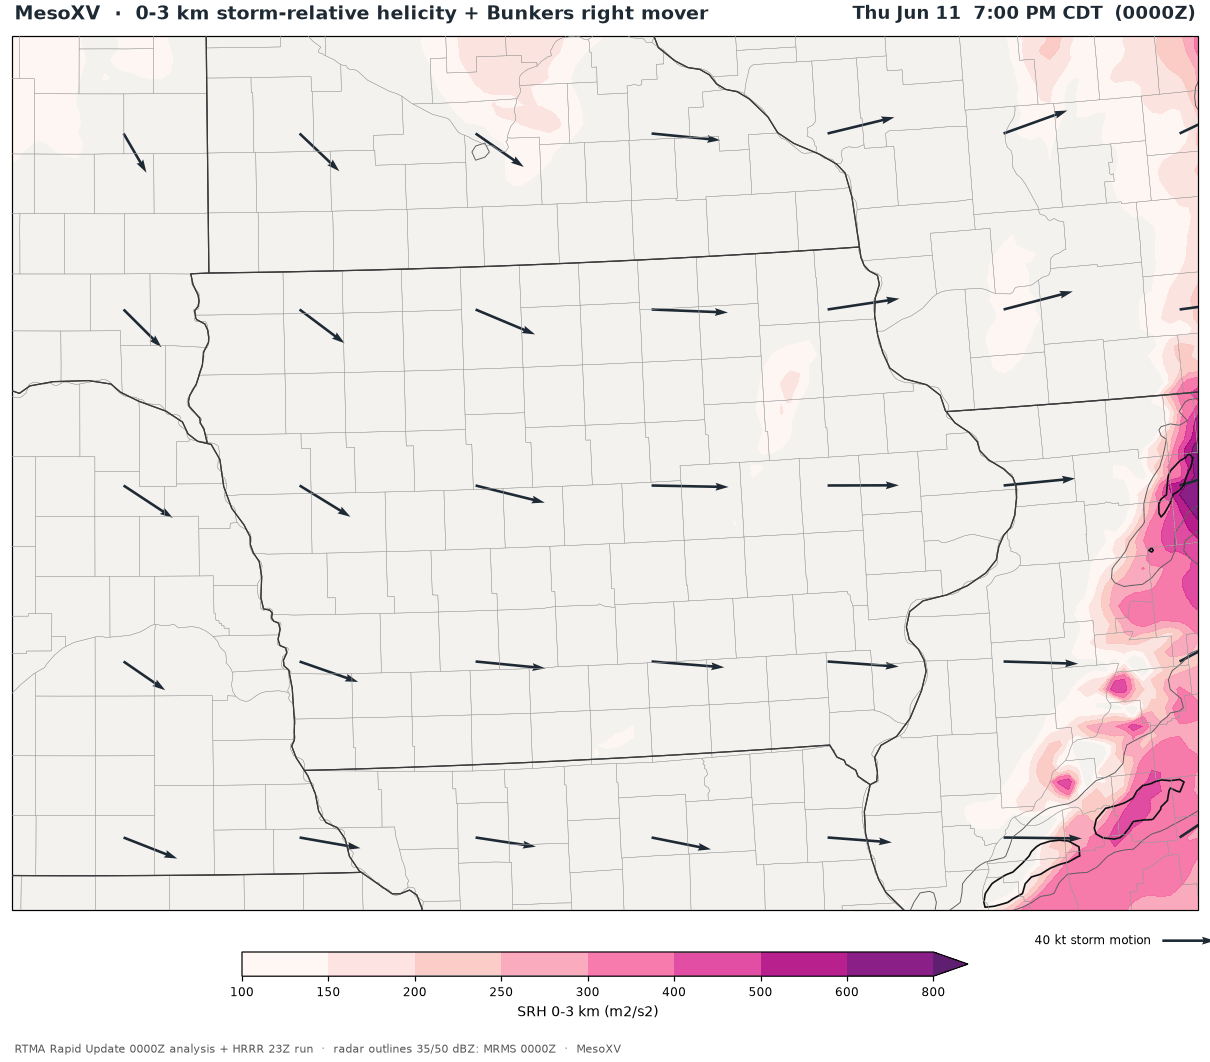 MesoXV · 0-3 km storm-relative helicity + Bunkers right mover
Thu Jun 11 7:00 PM CDT (0000Z)
40 kt storm motion
100 150 200 250 300 400 500 600 800
SRH 0-3 km (m2/s2)
RTMA Rapid Update 0000Z analysis + HRRR 23Z run · radar outlines 35/50 dBZ: MRMS 0000Z · MesoXV